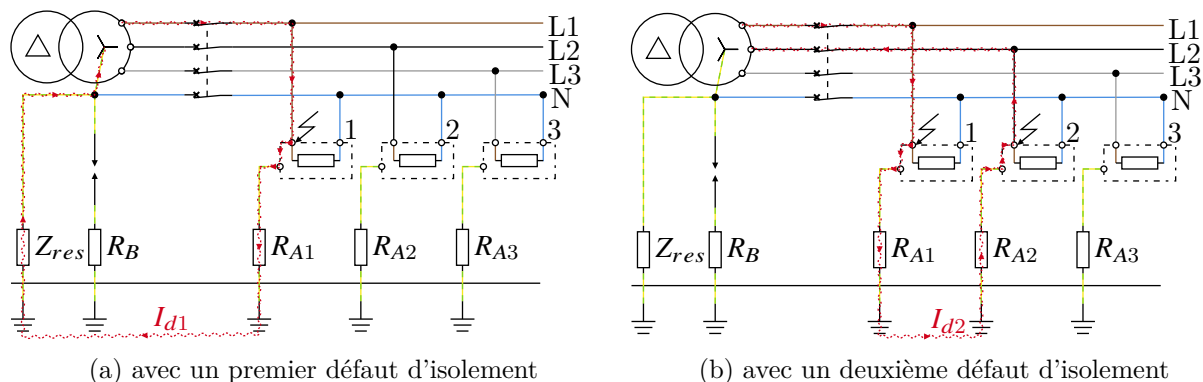 L1
L2
L3
N
1
2
3
Z_res
R_B
R_A1
R_A2
R_A3
I_d1
(a) avec un premier défaut d'isolement
L1
L2
L3
N
1
2
3
Z_res
R_B
R_A1
R_A2
R_A3
I_d2
(b) avec un deuxième défaut d'isolement